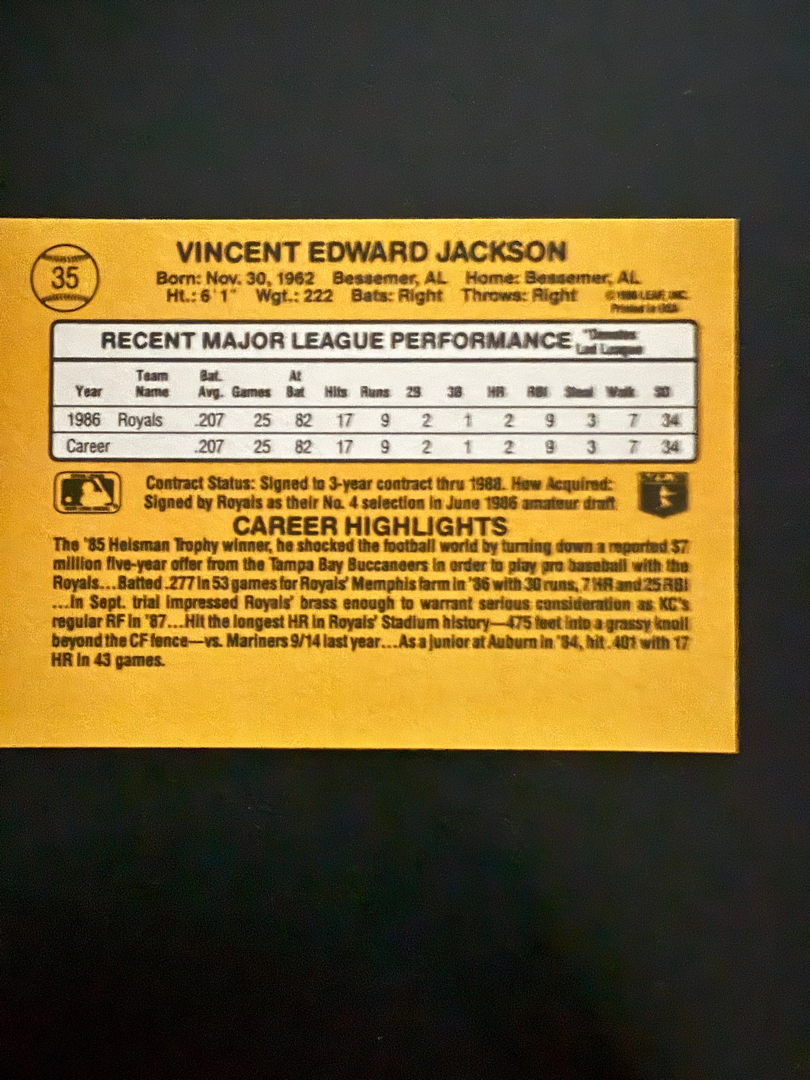 35
VINCENT EDWARD JACKSON
Born: Nov. 30, 1962 Bessemer, AL Home: Bessemer, AL
Ht.: 6'1" Wgt.: 222 Bats: Right Throws: Right
LEAF, INC.
Printed in USA
RECENT MAJOR LEAGUE PERFORMANCE
*Denotes
Led League
Year Team Name Bat. Avg. Games At Bat Hits Runs 2B 3B HR RBI Steal Walk SO
1986 Royals .207 25 82 17 9 2 1 2 9 3 7 34
Career .207 25 82 17 9 2 1 2 9 3 7 34
Contract Status: Signed to 3-year contract thru 1988. How Acquired:
Signed by Royals as their No. 4 selection in June 1986 amateur draft
CAREER HIGHLIGHTS
The '85 Heisman Trophy winner, he shocked the football world by turning down a reported $7
million five-year offer from the Tampa Bay Buccaneers in order to play pro baseball with the
Royals...Batted .277 in 53 games for Royals' Memphis farm in '86 with 30 runs, 7 HR and 25 RBI
...In Sept. trial impressed Royals' brass enough to warrant serious consideration as KC's
regular RF in '87...Hit the longest HR in Royals' Stadium history—475 feet into a grassy knoll
beyond the CF fence—vs. Mariners 9/14 last year...As a junior at Auburn in '84, hit .401 with 17
HR in 43 games.